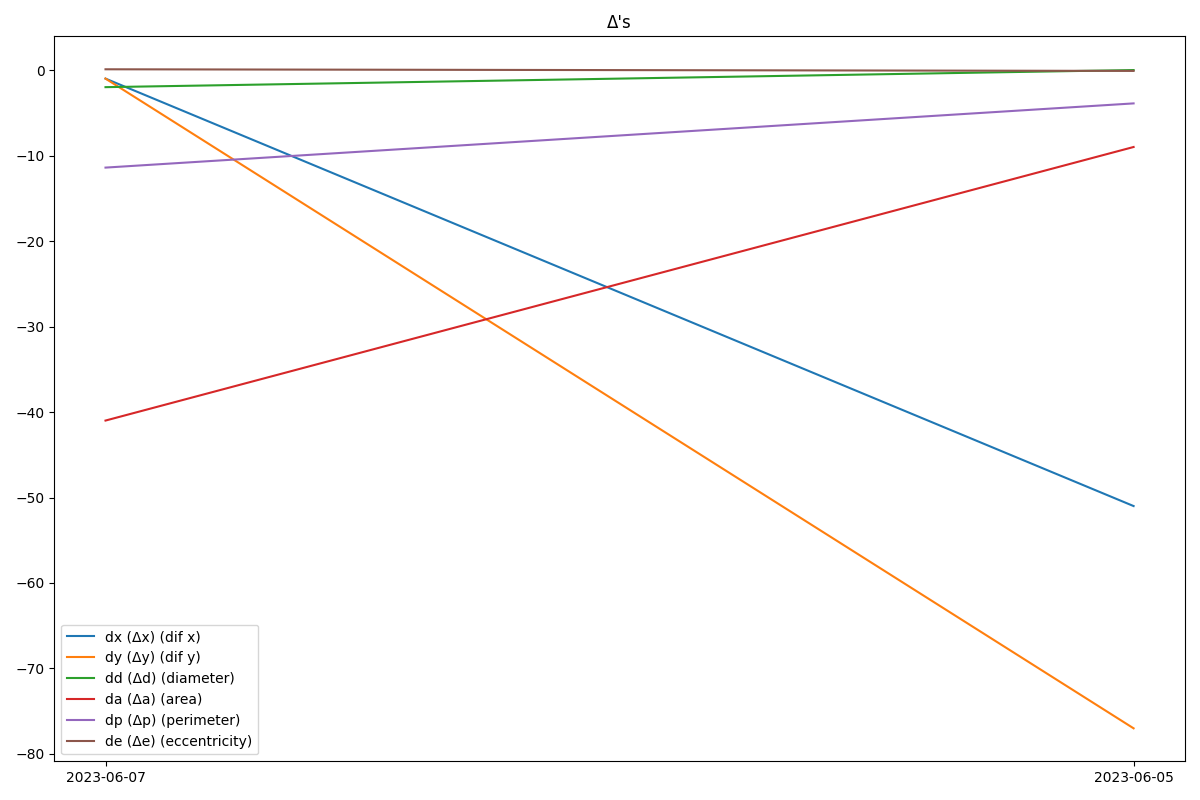 Δ's
0
−10
−20
−30
−40
−50
−60
−70
−80
dx (Δx) (dif x)
dy (Δy) (dif y)
dd (Δd) (diameter)
da (Δa) (area)
dp (Δp) (perimeter)
de (Δe) (eccentricity)
2023-06-07 2023-06-05